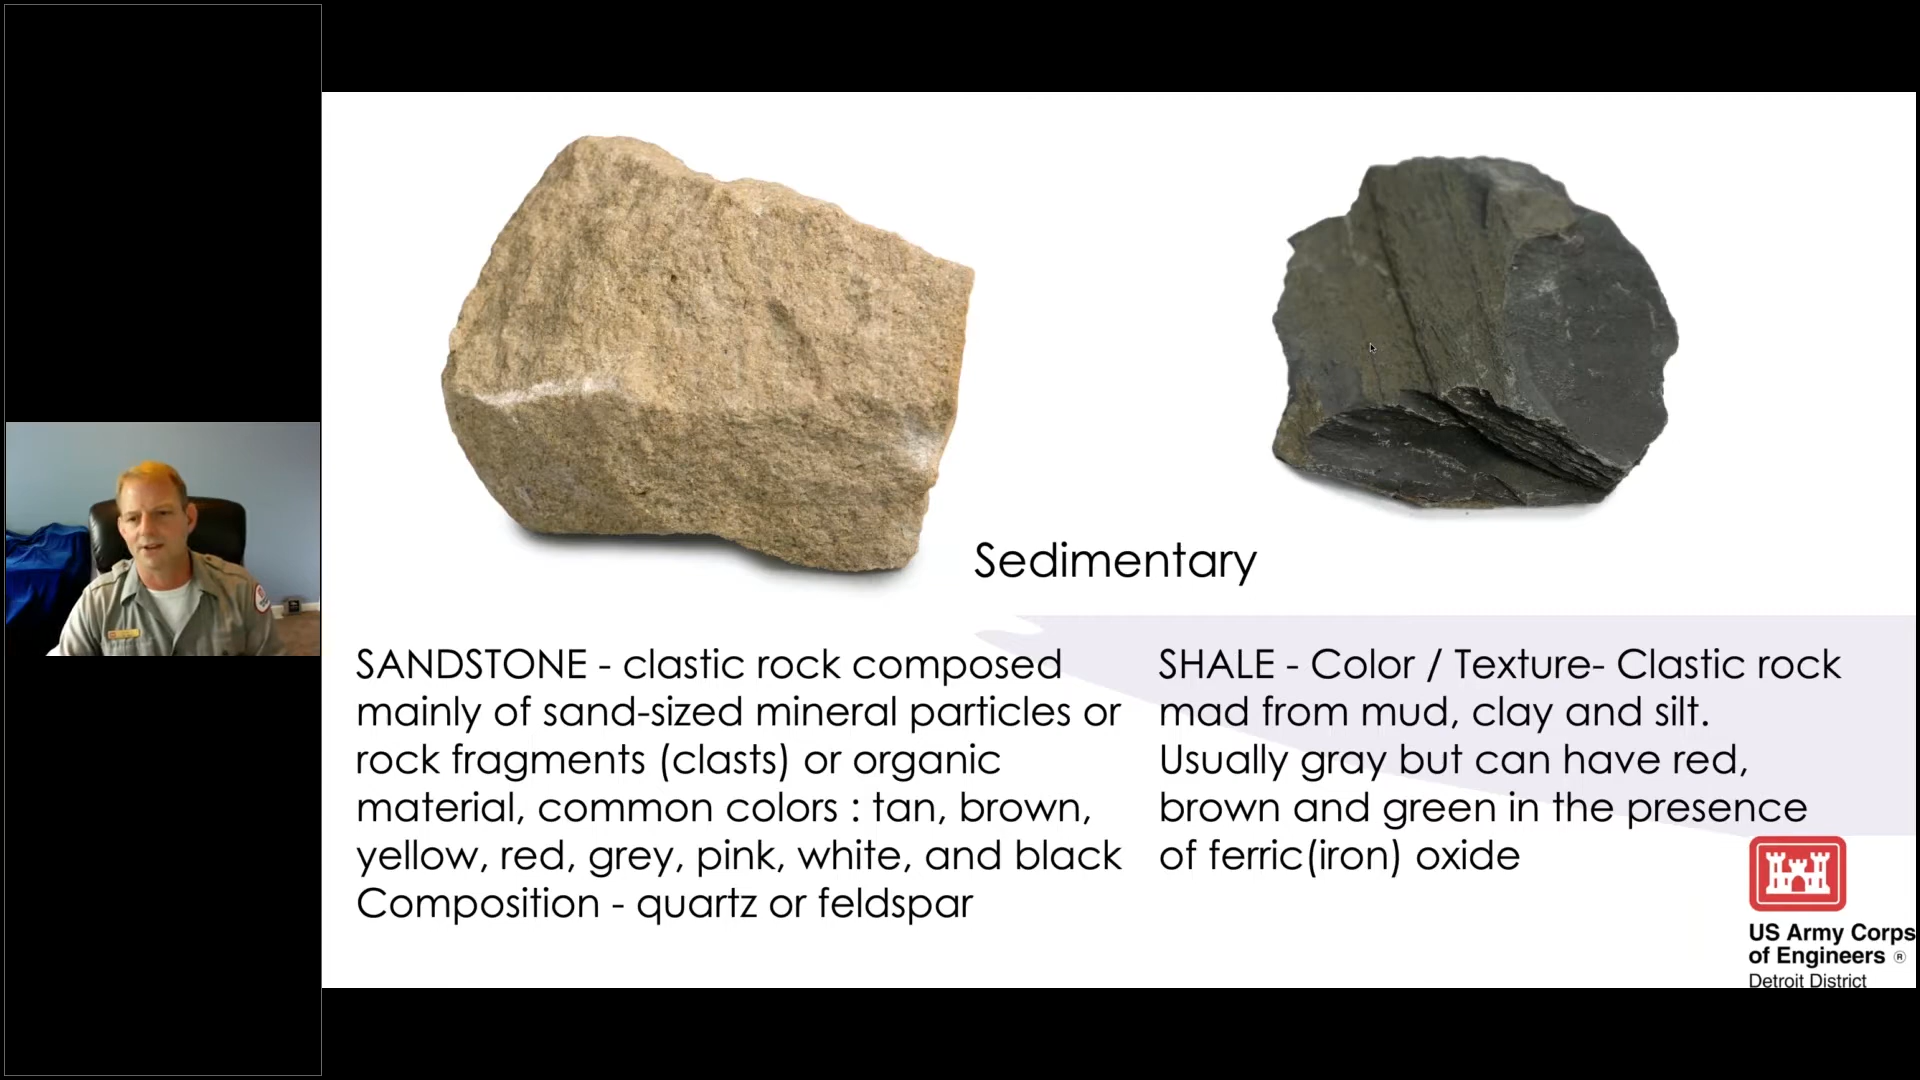 Sedimentary
SANDSTONE - clastic rock composed
mainly of sand-sized mineral particles or
rock fragments (clasts) or organic
material, common colors : tan, brown,
yellow, red, grey, pink, white, and black
Composition - quartz or feldspar
SHALE - Color / Texture- Clastic rock
mad from mud, clay and silt.
Usually gray but can have red,
brown and green in the presence
of ferric(iron) oxide
US Army Corps
of Engineers ®
Detroit District